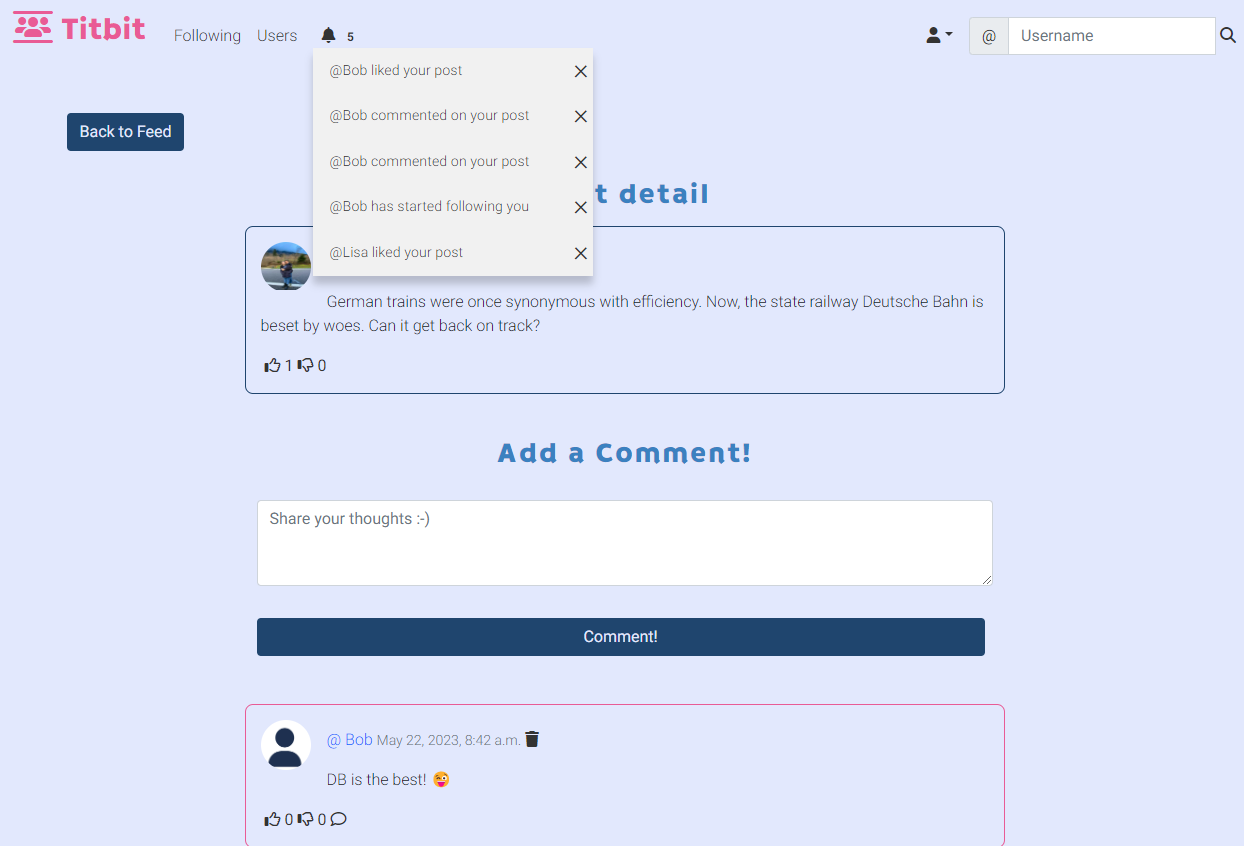 Titbit
Following
Users
5
@
Username
@Bob liked your post
@Bob commented on your post
@Bob commented on your post
@Bob has started following you
@Lisa liked your post
Back to Feed
t detail
German trains were once synonymous with efficiency. Now, the state railway Deutsche Bahn is
beset by woes. Can it get back on track?
1 0
Add a Comment!
Share your thoughts :-)
Comment!
@ Bob May 22, 2023, 8:42 a.m.
DB is the best! 😜
0 0